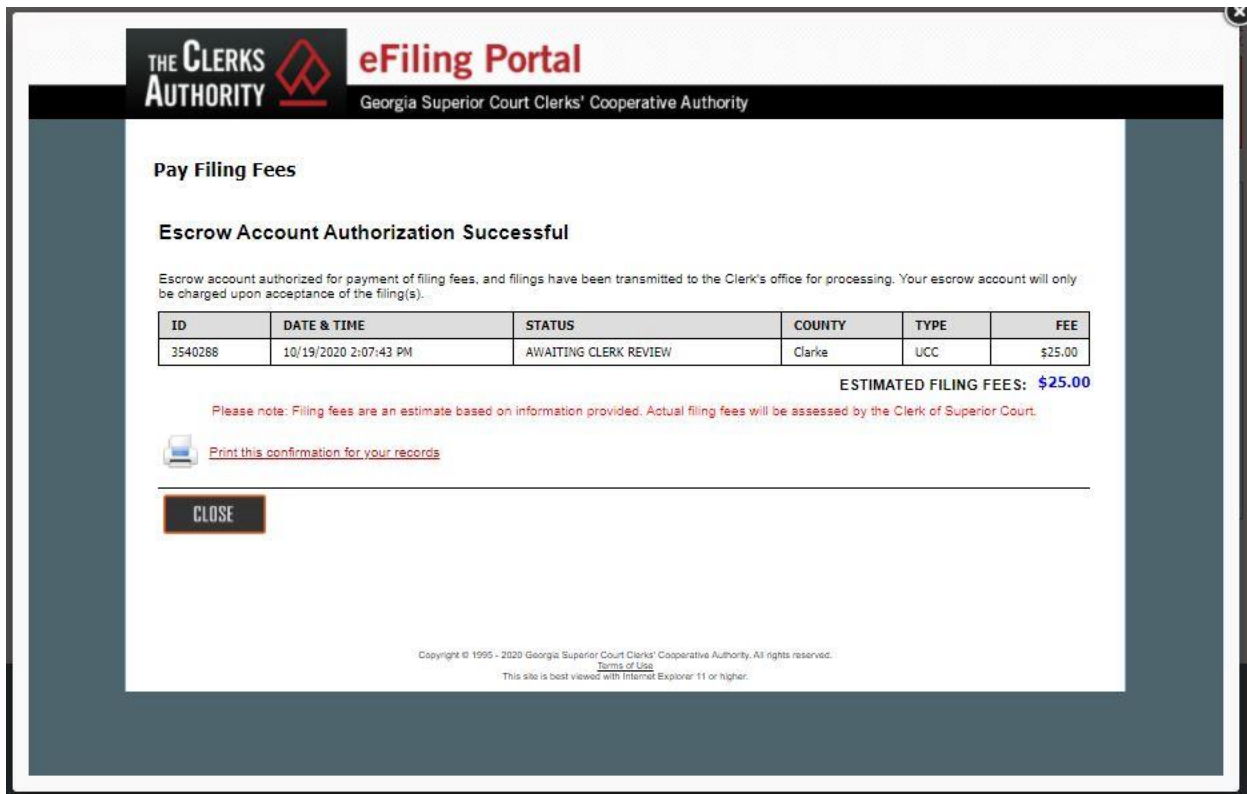 THE CLERKS
AUTHORITY
eFiling Portal
Georgia Superior Court Clerks' Cooperative Authority
Pay Filing Fees
Escrow Account Authorization Successful
Escrow account authorized for payment of filing fees, and filings have been transmitted to the Clerk's office for processing. Your escrow account will only
be charged upon acceptance of the filing(s).
ID DATE & TIME STATUS COUNTY TYPE FEE
3540288 10/19/2020 2:07:43 PM AWAITING CLERK REVIEW Clarke UCC $25.00
ESTIMATED FILING FEES: $25.00
Please note: Filing fees are an estimate based on information provided. Actual filing fees will be assessed by the Clerk of Superior Court.
Print this confirmation for your records
CLOSE
Copyright © 1995 - 2020 Georgia Superior Court Clerks' Cooperative Authority. All rights reserved.
Terms of Use
This site is best viewed with Internet Explorer 11 or higher.